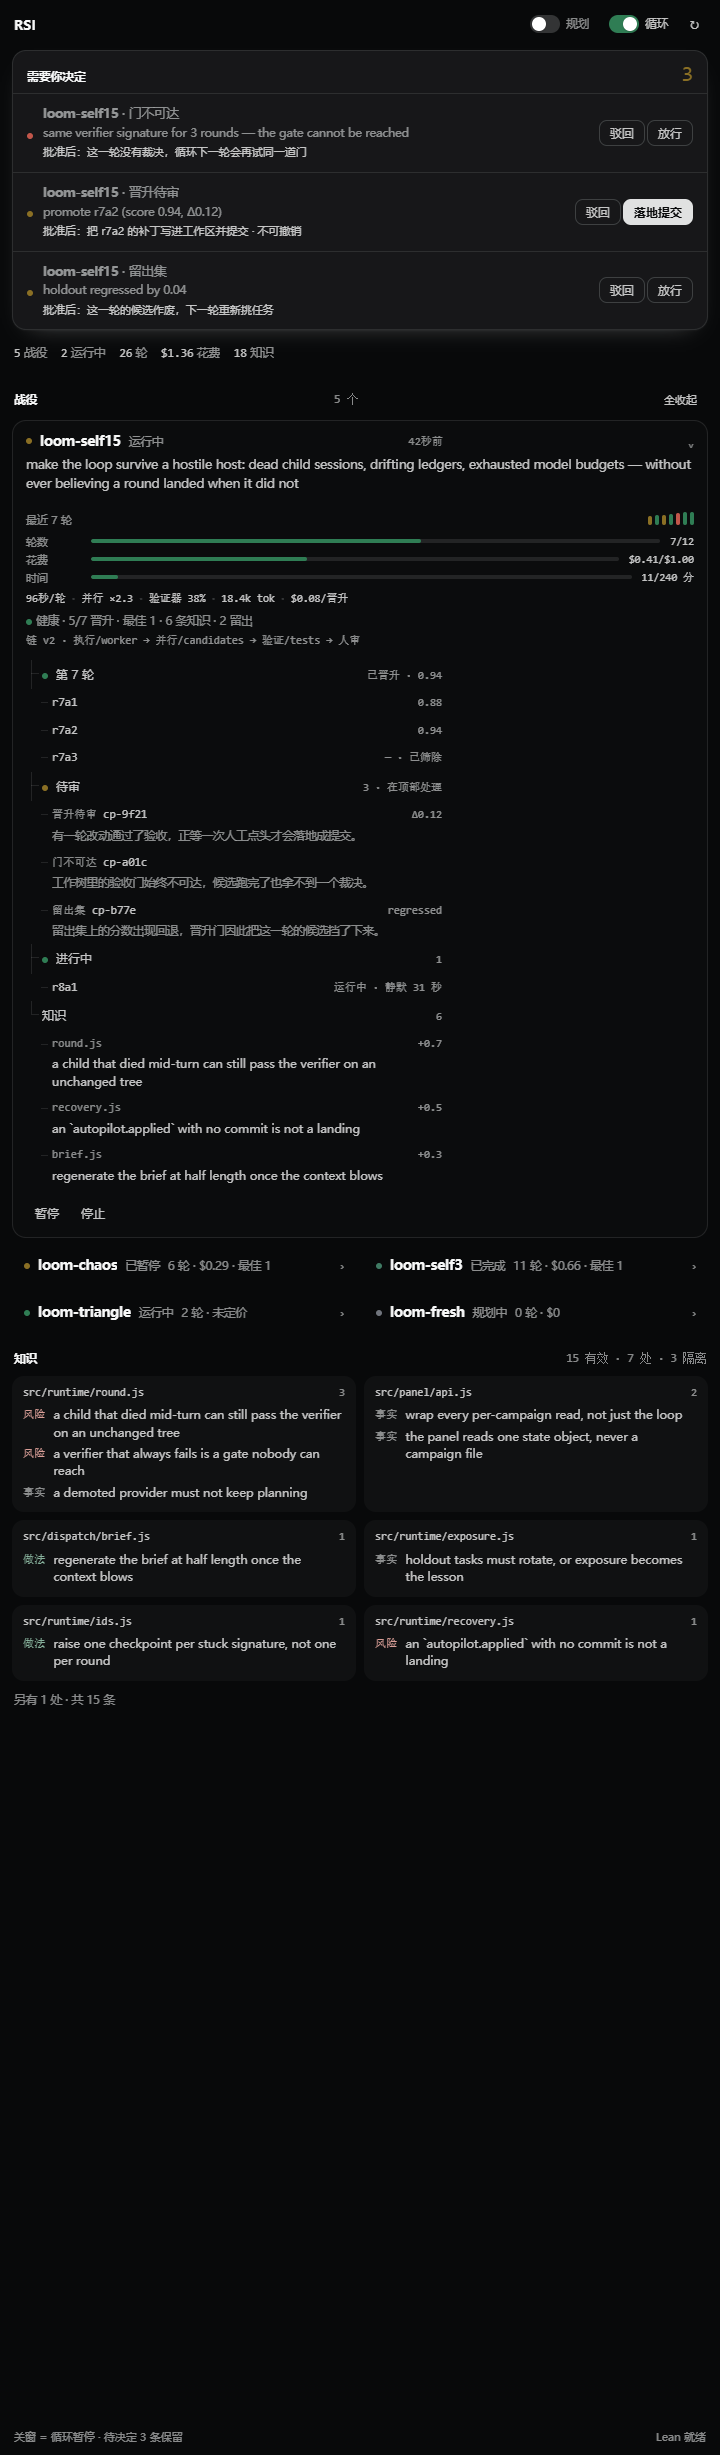 RSI
规划 循环 ↻
需要你决定 3
loom-self15 · 门不可达
same verifier signature for 3 rounds — the gate cannot be reached
批准后：这一轮没有裁决，循环下一轮会再试同一道门
驳回 放行
loom-self15 · 晋升待审
promote r7a2 (score 0.94, Δ0.12)
批准后：把 r7a2 的补丁写进工作区并提交 · 不可撤销
驳回 落地提交
loom-self15 · 留出集
holdout regressed by 0.04
批准后：这一轮的候选作废，下一轮重新挑任务
驳回 放行
5 战役 2 运行中 26 轮 $1.36 花费 18 知识
战役 5 个 全收起
loom-self15 运行中 42秒前
make the loop survive a hostile host: dead child sessions, drifting ledgers, exhausted model budgets — without
ever believing a round landed when it did not
最近 7 轮
轮数 7/12
花费 $0.41/$1.00
时间 11/240 分
96秒/轮 · 并行 ×2.3 · 验证器 38% · 18.4k tok · $0.08/晋升
健康 · 5/7 晋升 · 最佳 1 · 6 条知识 · 2 留出
链 v2 · 执行/worker → 并行/candidates → 验证/tests → 人审
第 7 轮 已晋升 · 0.94
r7a1 0.88
r7a2 0.94
r7a3 — · 已筛除
待审 3 · 在顶部处理
晋升待审 cp-9f21 Δ0.12
有一轮改动通过了验收，正等一次人工点头才会落地成提交。
门不可达 cp-a01c
工作树里的验收门始终不可达，候选跑完了也拿不到一个裁决。
留出集 cp-b77e regressed
留出集上的分数出现回退，晋升门因此把这一轮的候选挡了下来。
进行中 1
r8a1 运行中 · 静默 31 秒
知识 6
round.js +0.7
a child that died mid-turn can still pass the verifier on an
unchanged tree
recovery.js +0.5
an `autopilot.applied` with no commit is not a landing
brief.js +0.3
regenerate the brief at half length once the context blows
暂停 停止
loom-chaos 已暂停 6 轮 · $0.29 · 最佳 1 ›
loom-self3 已完成 11 轮 · $0.66 · 最佳 1 ›
loom-triangle 运行中 2 轮 · 未定价 ›
loom-fresh 规划中 0 轮 · $0 ›
知识 15 有效 · 7 处 · 3 隔离
src/runtime/round.js 3
风险 a child that died mid-turn can still pass the verifier
on an unchanged tree
风险 a verifier that always fails is a gate nobody can
reach
事实 a demoted provider must not keep planning
src/panel/api.js 2
事实 wrap every per-campaign read, not just the loop
事实 the panel reads one state object, never a
campaign file
src/dispatch/brief.js 1
做法 regenerate the brief at half length once the
context blows
src/runtime/exposure.js 1
事实 holdout tasks must rotate, or exposure becomes
the lesson
src/runtime/ids.js 1
做法 raise one checkpoint per stuck signature, not one
per round
src/runtime/recovery.js 1
风险 an `autopilot.applied` with no commit is not a
landing
另有 1 处 · 共 15 条
关窗 = 循环暂停 · 待决定 3 条保留 Lean 就绪